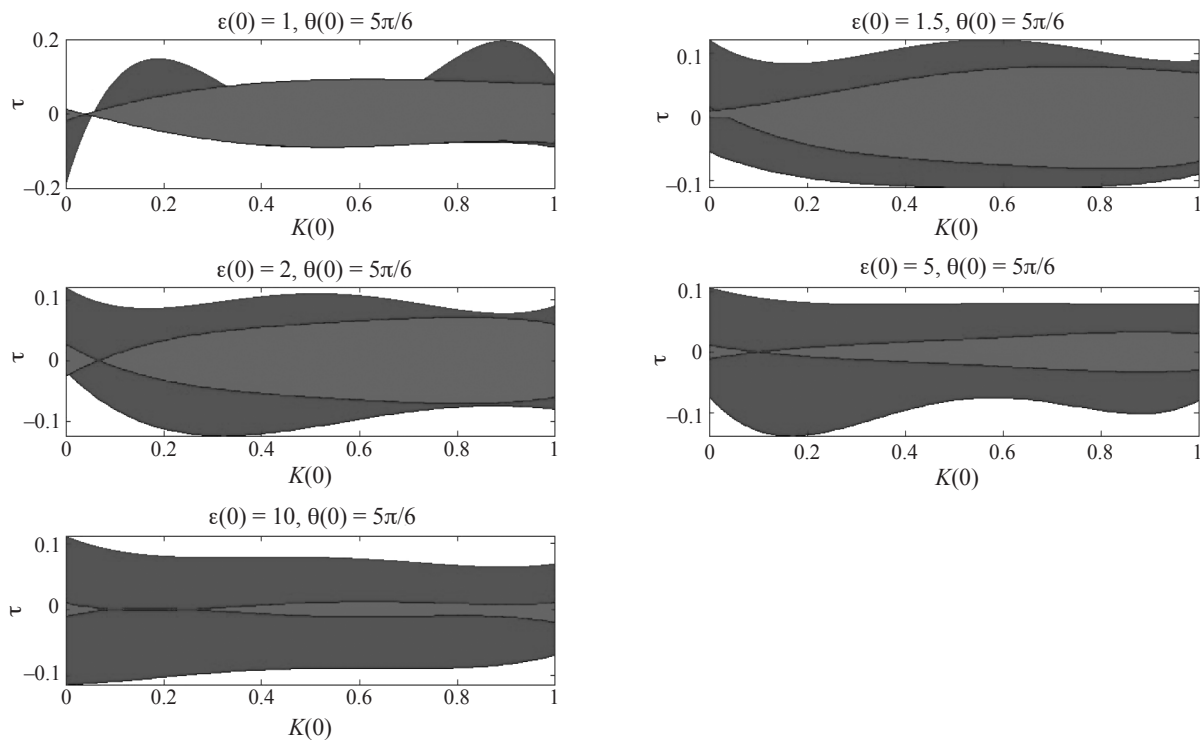 ε(0) = 1, θ(0) = 5π/6
0.2
0
–0.2
τ
0 0.2 0.4 0.6 0.8 1
K(0)
ε(0) = 1.5, θ(0) = 5π/6
0.1
0
–0.1
τ
0 0.2 0.4 0.6 0.8 1
K(0)
ε(0) = 2, θ(0) = 5π/6
0.1
0
–0.1
τ
0 0.2 0.4 0.6 0.8 1
K(0)
ε(0) = 5, θ(0) = 5π/6
0.1
0
–0.1
τ
0 0.2 0.4 0.6 0.8 1
K(0)
ε(0) = 10, θ(0) = 5π/6
0.1
0
–0.1
τ
0 0.2 0.4 0.6 0.8 1
K(0)